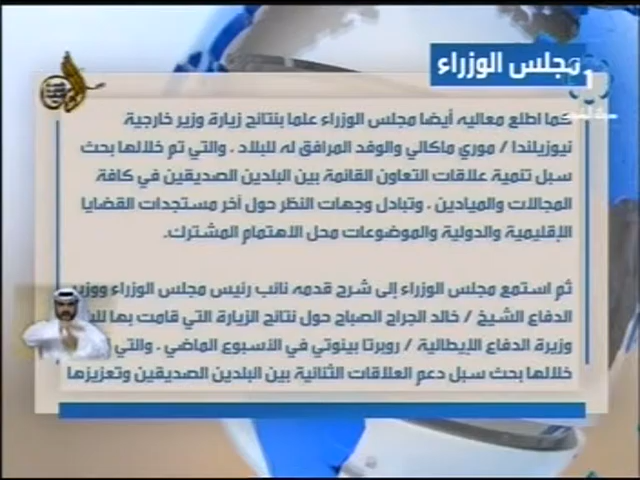 مجلس الوزراء
كما اطلع معاليه أيضا مجلس الوزراء علما بنتائج زيارة وزير خارجية
نيوزيلندا / موري ماكالي والوفد المرافق له للبلاد ، والتي تم خلالها بحث
سبل تنمية علاقات التعاون القائمة بين البلدين الصديقين في كافة
المجالات والميادين ، وتبادل وجهات النظر حول آخر مستجدات القضايا
الإقليمية والدولية والموضوعات محل الاهتمام المشترك.
ثم استمع مجلس الوزراء إلى شرح قدمه نائب رئيس مجلس الوزراء ووزير
الدفاع الشيخ / خالد الجراح الصباح حول نتائج الزيارة التي قامت بها
وزيرة الدفاع الإيطالية / روبرتا بينوتي في الأسبوع الماضي ، والتي
خلالها بحث سبل دعم العلاقات الثنائية بين البلدين الصديقين وتعزيزها